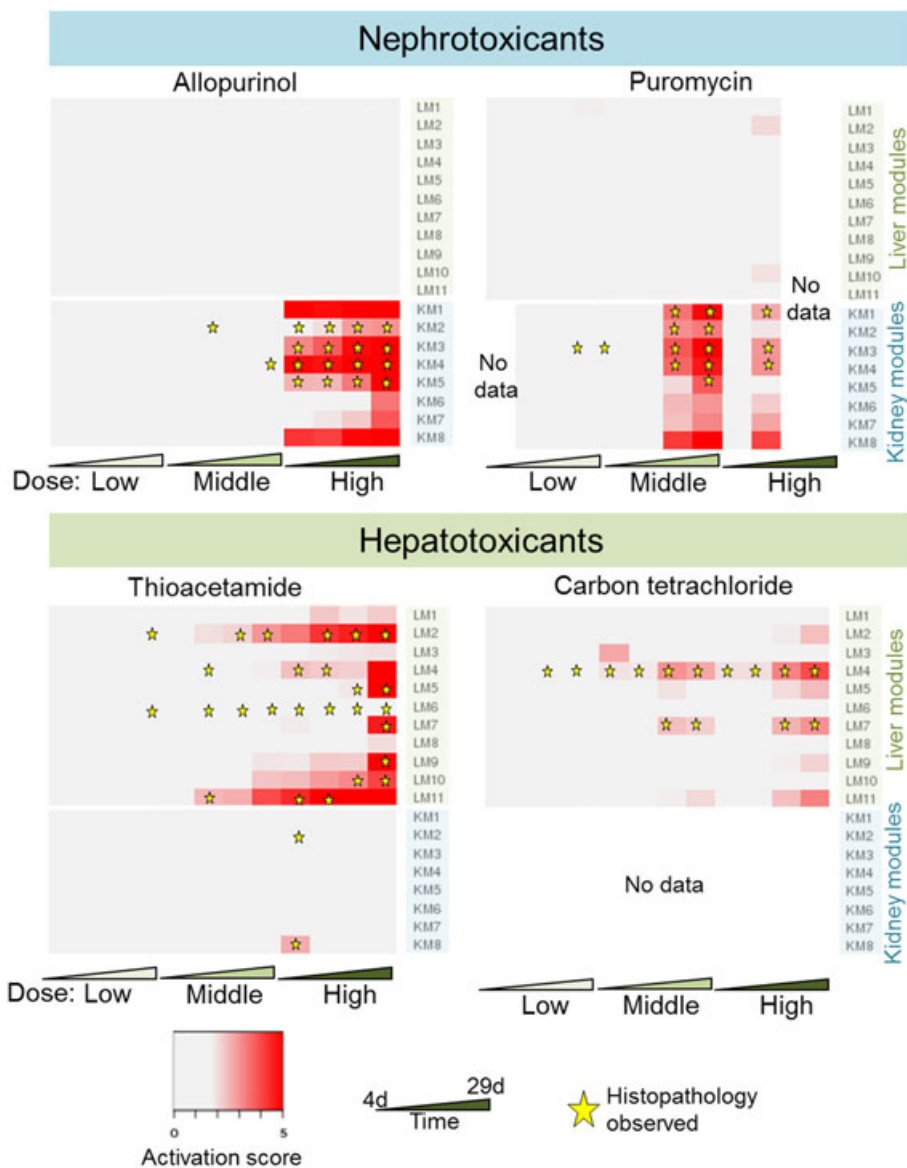 Nephrotoxicants
Allopurinol
Puromycin
LM1
LM2
LM3
LM4
LM5
LM6
LM7
LM8
LM9
LM10
LM11
KM1
KM2
KM3
KM4
KM5
KM6
KM7
KM8
No data
No data
LM1
LM2
LM3
LM4
LM5
LM6
LM7
LM8
LM9
LM10
LM11
KM1
KM2
KM3
KM4
KM5
KM6
KM7
KM8
Liver modules
Kidney modules
Dose: Low Middle High
Low Middle High
Hepatotoxicants
Thioacetamide
Carbon tetrachloride
LM1
LM2
LM3
LM4
LM5
LM6
LM7
LM8
LM9
LM10
LM11
KM1
KM2
KM3
KM4
KM5
KM6
KM7
KM8
No data
LM1
LM2
LM3
LM4
LM5
LM6
LM7
LM8
LM9
LM10
LM11
KM1
KM2
KM3
KM4
KM5
KM6
KM7
KM8
Liver modules
Kidney modules
Dose: Low Middle High
Low Middle High
0 5
Activation score
4d 29d
Time
Histopathology
observed